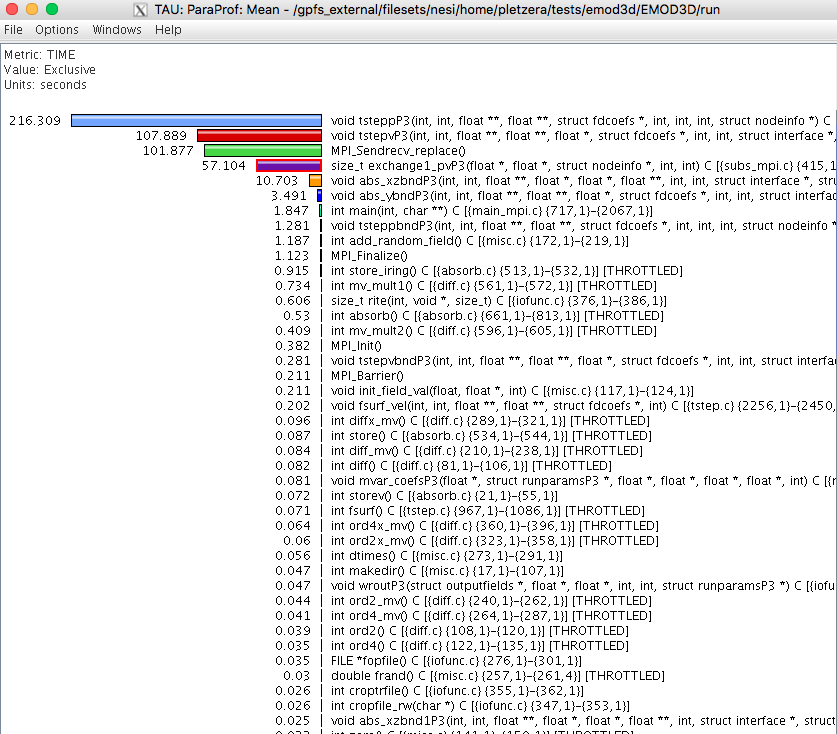 TAU: ParaProf: Mean - /gpfs_external/filesets/nesi/home/pletzera/tests/emod3d/EMOD3D/run
File Options Windows Help
Metric: TIME
Value: Exclusive
Units: seconds
216.309 void tsteppP3(int, int, float **, float **, struct fdcoefs *, int, int, int, struct nodeinfo *) C
107.889 void tstepvP3(int, int, float **, float **, float *, struct fdcoefs *, int, int, struct interface *,
101.877 MPI_Sendrecv_replace()
57.104 size_t exchange1_pvP3(float *, float *, struct nodeinfo *, int, int) C [{subs_mpi.c} {415,1
10.703 void abs_xzbndP3(int, int, float **, float *, float *, float **, int, int, struct interface *, stru
3.491 void abs_ybndP3(int, int, float **, float **, float *, struct fdcoefs *, int, int, struct interfac
1.847 int main(int, char **) C [{main_mpi.c} {717,1}-{2067,1}]
1.281 void tsteppbndP3(int, int, float **, float **, struct fdcoefs *, int, int, int, struct nodeinfo *
1.187 int add_random_field() C [{misc.c} {172,1}-{219,1}]
1.123 MPI_Finalize()
0.915 int store_iring() C [{absorb.c} {513,1}-{532,1}] [THROTTLED]
0.734 int mv_mult1() C [{diff.c} {561,1}-{572,1}] [THROTTLED]
0.606 size_t rite(int, void *, size_t) C [{iofunc.c} {376,1}-{386,1}]
0.53 int absorb() C [{absorb.c} {661,1}-{813,1}] [THROTTLED]
0.409 int mv_mult2() C [{diff.c} {596,1}-{605,1}] [THROTTLED]
0.382 MPI_Init()
0.281 void tstepvbndP3(int, int, float **, float **, float *, struct fdcoefs *, int, int, struct interfa
0.211 MPI_Barrier()
0.211 void init_field_val(float, float *, int) C [{misc.c} {117,1}-{124,1}]
0.202 void fsurf_vel(int, int, float **, float **, struct fdcoefs *, int) C [{tstep.c} {2256,1}-{2450,
0.096 int diffx_mv() C [{diff.c} {289,1}-{321,1}] [THROTTLED]
0.087 int store() C [{absorb.c} {534,1}-{544,1}] [THROTTLED]
0.084 int diff_mv() C [{diff.c} {210,1}-{238,1}] [THROTTLED]
0.082 int diff() C [{diff.c} {81,1}-{106,1}] [THROTTLED]
0.081 void mvar_coefsP3(float *, struct runparamsP3 *, float *, float *, float *, float *, int) C [{
0.072 int storev() C [{absorb.c} {21,1}-{55,1}]
0.071 int fsurf() C [{tstep.c} {967,1}-{1086,1}] [THROTTLED]
0.064 int ord4x_mv() C [{diff.c} {360,1}-{396,1}] [THROTTLED]
0.06 int ord2x_mv() C [{diff.c} {323,1}-{358,1}] [THROTTLED]
0.056 int dtimes() C [{misc.c} {273,1}-{291,1}]
0.047 int makedir() C [{misc.c} {17,1}-{107,1}]
0.047 void wroutP3(struct outputfields *, float *, float *, int, int, struct runparamsP3 *) C [{iofu
0.044 int ord2_mv() C [{diff.c} {240,1}-{262,1}] [THROTTLED]
0.041 int ord4_mv() C [{diff.c} {264,1}-{287,1}] [THROTTLED]
0.039 int ord2() C [{diff.c} {108,1}-{120,1}] [THROTTLED]
0.035 int ord4() C [{diff.c} {122,1}-{135,1}] [THROTTLED]
0.035 FILE *fopfile() C [{iofunc.c} {276,1}-{301,1}]
0.03 double frand() C [{misc.c} {257,1}-{261,4}] [THROTTLED]
0.026 int croptrfile() C [{iofunc.c} {355,1}-{362,1}]
0.026 int cropfile_rw(char *) C [{iofunc.c} {347,1}-{353,1}]
0.025 void abs_xzbnd1P3(int, int, float **, float *, float *, float **, int, struct interface *, struct